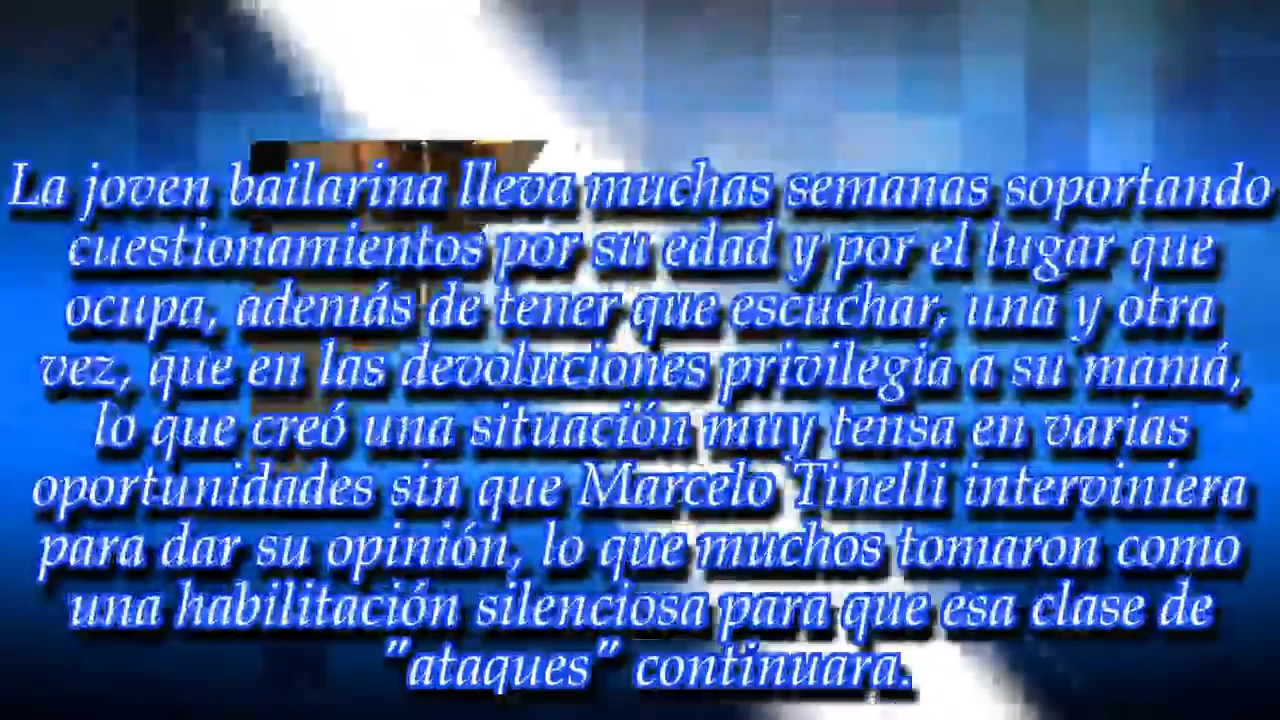 La joven bailarina lleva muchas semanas soportando
cuestionamientos por su edad y por el lugar que
ocupa, además de tener que escuchar, una y otra
vez, que en las devoluciones privilegia a su mamá,
lo que creó una situación muy tensa en varias
oportunidades sin que Marcelo Tinelli interviniera
para dar su opinión, lo que muchos tomaron como
una habilitación silenciosa para que esa clase de
"ataques" continuara.